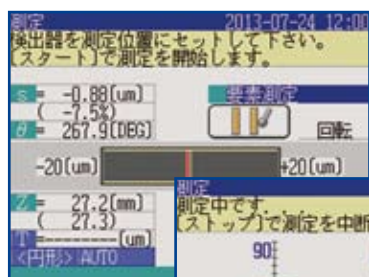 測定 2013-07-24 12:00
検出器を測定位置にセットして下さい。
[スタート]で測定を開始します。
S = -0.88[um]
( -7.5%)
θ = 267.9[DEG]
要素測定
回転
-20[um] +20[um]
Z = 27.2[mm]
( 27.3)
T =--------[um]
<円形> AUTO
測定
測定中です.
[ストップ]で測定を中断
90